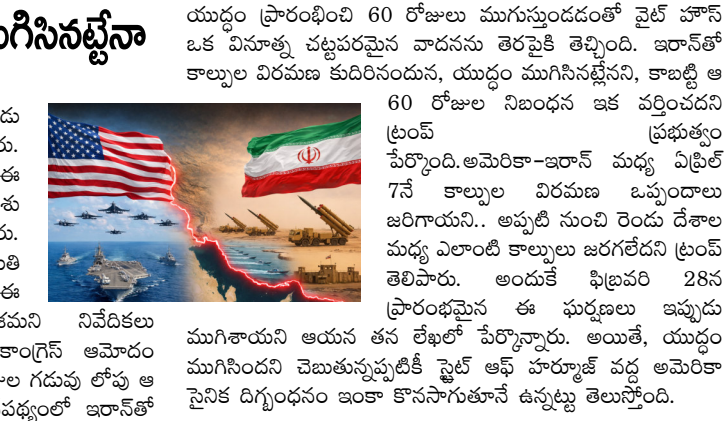 గిసినట్టేనా
డు
రు.
ఈ
శు
రు.
తి
ఈ
శమని నివేదికలు
కాంగ్రెస్ ఆమోదం
ల గడువు లోపు ఆ
పథ్యంలో ఇరాన్‌తో
యుద్ధం ప్రారంభించి 60 రోజులు ముగుస్తుండడంతో వైట్ హౌస్
ఒక వినూత్న చట్టపరమైన వాదనను తెరపైకి తెచ్చింది. ఇరాన్‌తో
కాల్పుల విరమణ కుదిరినందున, యుద్ధం ముగిసినట్లేనని, కాబట్టి ఆ
60 రోజుల నిబంధన ఇక వర్తించదని
ట్రంప్ ప్రభుత్వం
పేర్కొంది.అమెరికా-ఇరాన్ మధ్య ఏప్రిల్
7నే కాల్పుల విరమణ ఒప్పందాలు
జరిగాయని.. అప్పటి నుంచి రెండు దేశాల
మధ్య ఎలాంటి కాల్పులు జరగలేదని ట్రంప్
తెలిపారు. అందుకే ఫిబ్రవరి 28న
ప్రారంభమైన ఈ ఘర్షణలు ఇప్పుడు
ముగిశాయని ఆయన తన లేఖలో పేర్కొన్నారు. అయితే, యుద్ధం
ముగిసిందని చెబుతున్నప్పటికీ స్ట్రైట్ ఆఫ్ హర్మూజ్ వద్ద అమెరికా
సైనిక దిగ్బంధనం ఇంకా కొనసాగుతూనే ఉన్నట్టు తెలుస్తోంది.